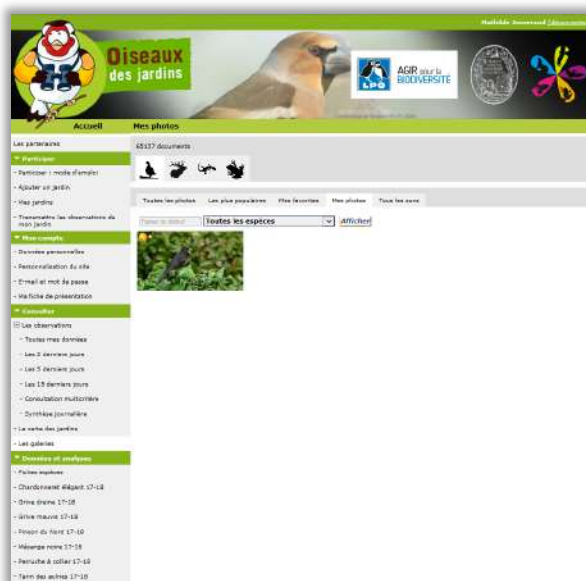 Oiseaux
des jardins
LPO
AGIR pour la
BIODIVERSITÉ
Accueil Mes photos
Les partenaires
Participer
- Participer : mode d'emploi
- Ajouter un jardin
- Mes jardins
- Transmettre les observations de
mon jardin
Mon compte
- Données personnelles
- Personnalisation du site
- E-mail et mot de passe
- Ma fiche de présentation
Consulter
Les observations
- Toutes mes données
- Les 2 derniers jours
- Les 5 derniers jours
- Les 15 derniers jours
- Consultation multicritère
- Synthèse journalière
- La carte des jardins
- Les galeries
Données et analyses
- Fiches espèces
- Chardonneret élégant 17-18
- Grive draine 17-18
- Grive mauvis 17-18
- Pinson du Nord 17-18
- Mésange noire 17-18
- Perruche à collier 17-18
- Tarin des aulnes 17-18
65137 documents
Toutes les photos Les plus populaires Mes favorites Mes photos Tous les sons
Toutes les espèces Afficher